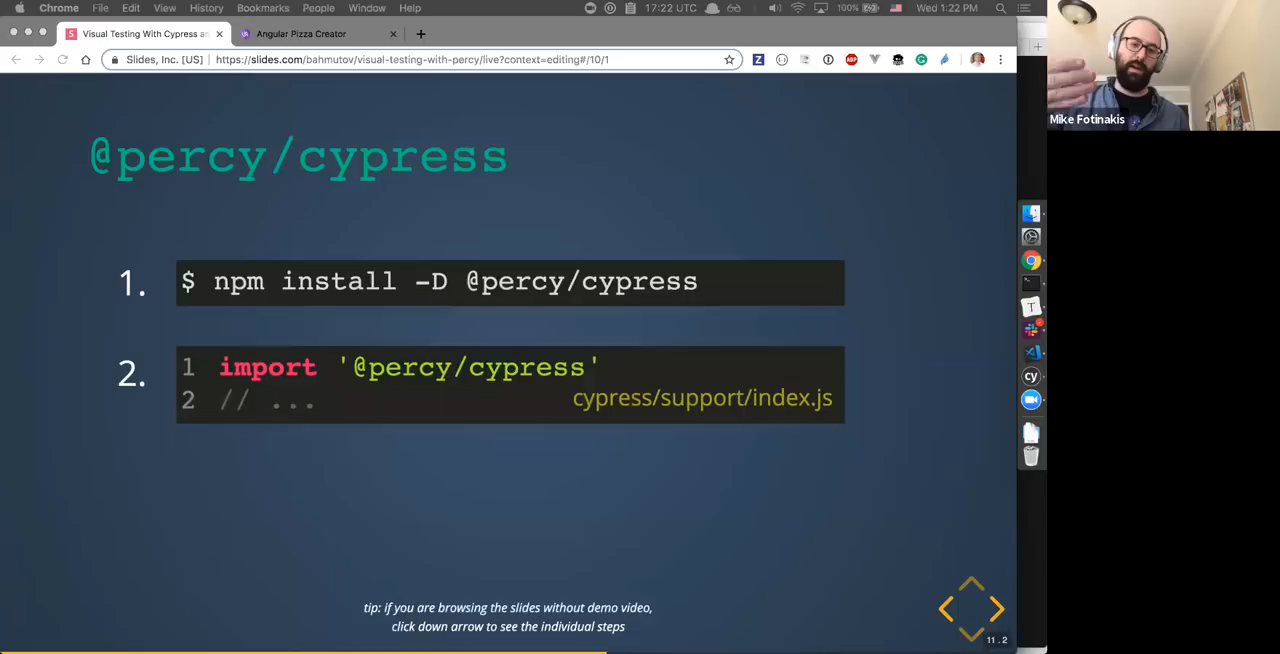 Chrome File Edit View History Bookmarks People Window Help 17:22 UTC 100% Wed 1:22 PM
Visual Testing With Cypress an
Angular Pizza Creator
Slides, Inc. [US] https://slides.com/bahmutov/visual-testing-with-percy/live?context=editing#/10/1
Z
ABP
Mike Fotinakis
@percy/cypress
1. $ npm install -D @percy/cypress
2. 1 import '@percy/cypress'
2 // ... cypress/support/index.js
T
cy
tip: if you are browsing the slides without demo video,
click down arrow to see the individual steps
11.2